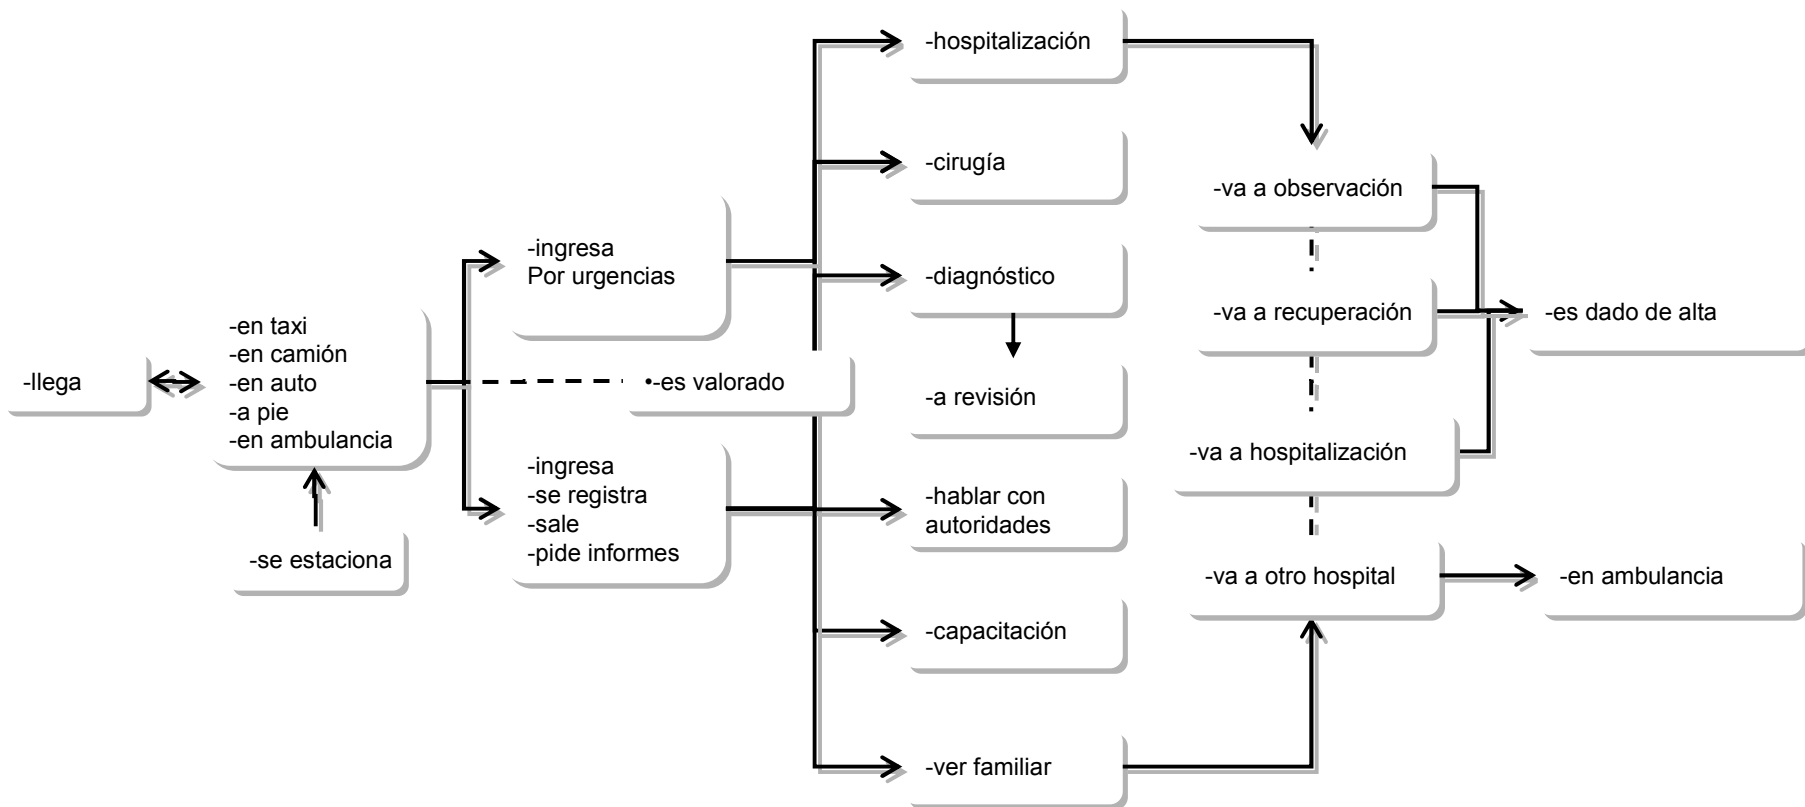 -llega
-en taxi
-en camión
-en auto
-a pie
-en ambulancia
-se estaciona
-ingresa
Por urgencias
•-es valorado
-ingresa
-se registra
-sale
-pide informes
-hospitalización
-cirugía
-diagnóstico
-a revisión
-hablar con
autoridades
-capacitación
-ver familiar
-va a observación
-va a recuperación
-va a hospitalización
-va a otro hospital
-es dado de alta
-en ambulancia